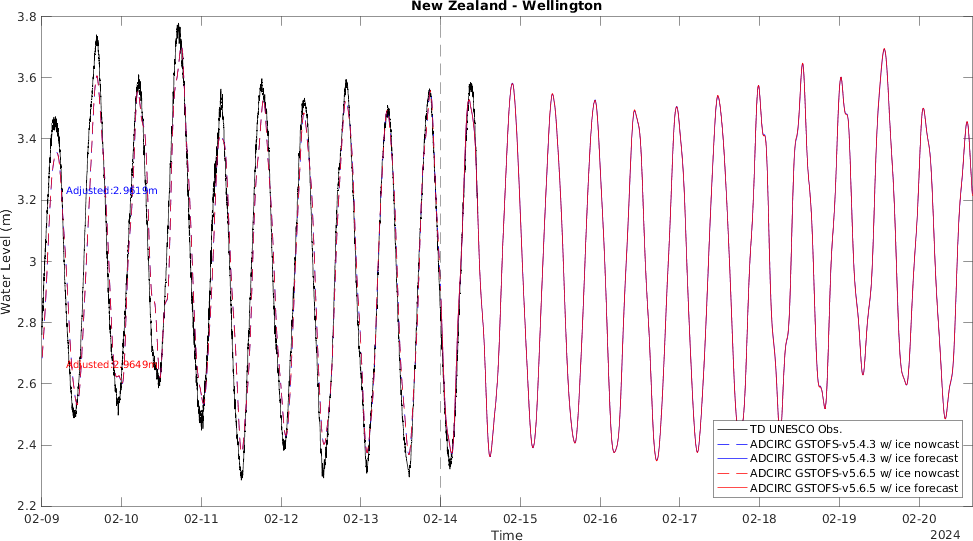 New Zealand - Wellington
3.8
3.6
3.4
3.2
3
2.8
2.6
2.4
2.2
Water Level (m)
Adjusted:2.9619m
Adjusted:2.9649m
TD UNESCO Obs.
ADCIRC GSTOFS-v5.4.3 w/ ice nowcast
ADCIRC GSTOFS-v5.4.3 w/ ice forecast
ADCIRC GSTOFS-v5.6.5 w/ ice nowcast
ADCIRC GSTOFS-v5.6.5 w/ ice forecast
02-09 02-10 02-11 02-12 02-13 02-14 02-15 02-16 02-17 02-18 02-19 02-20
Time
2024